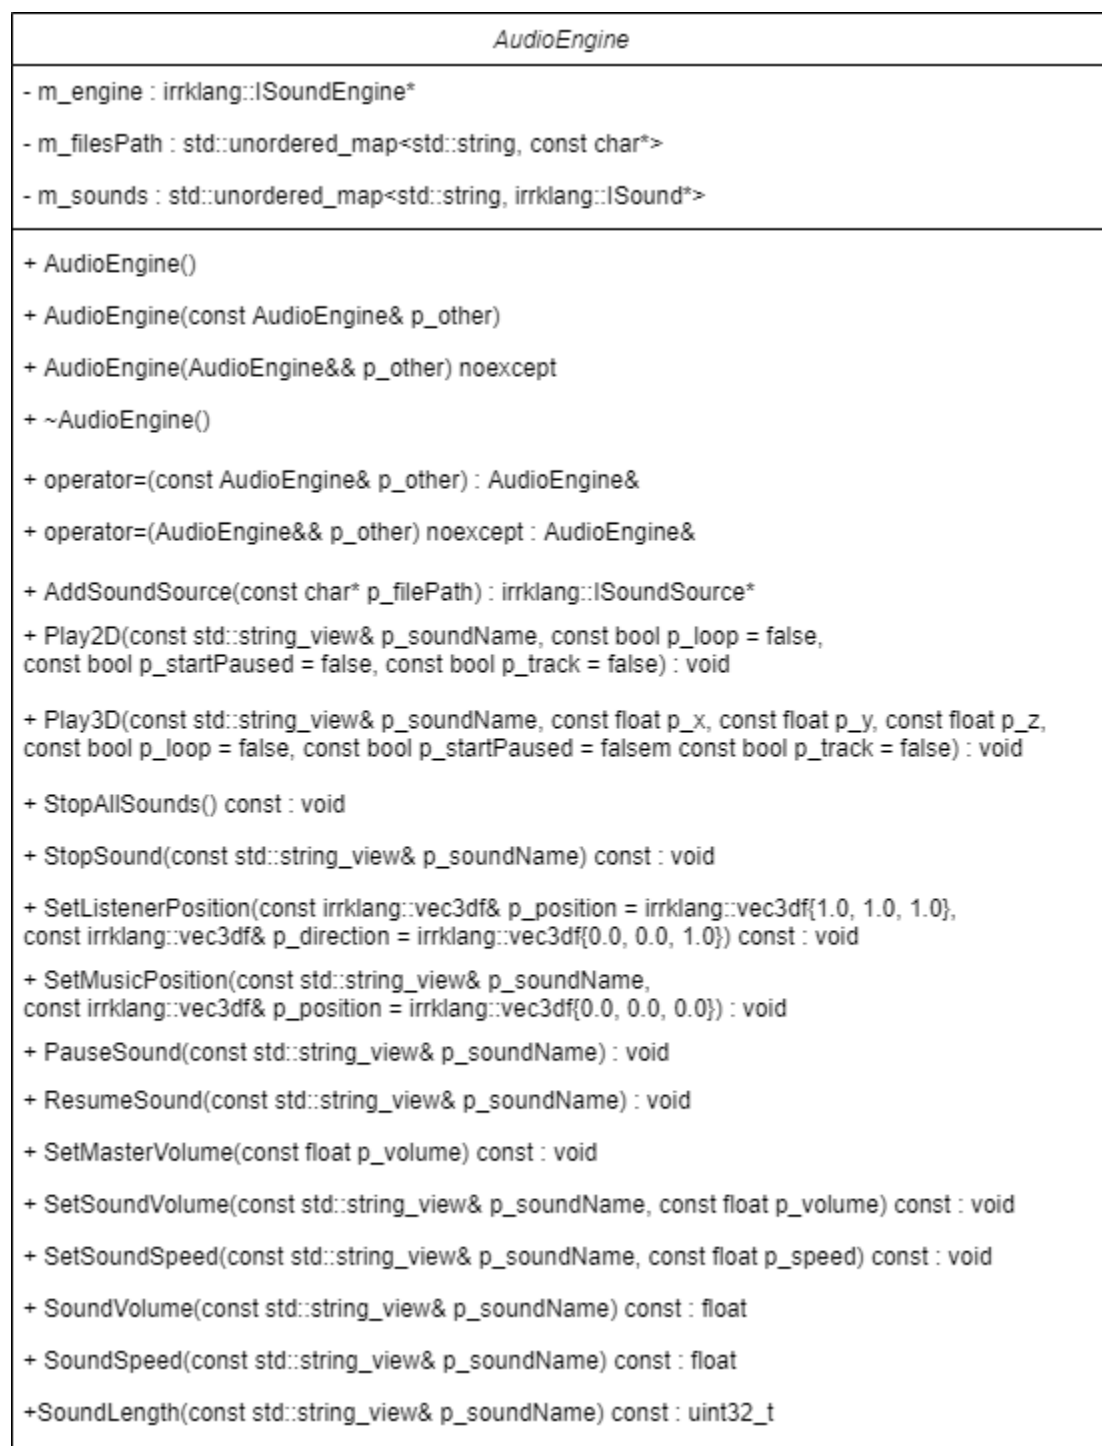 AudioEngine
- m_engine : irrklang::ISoundEngine*
- m_filesPath : std::unordered_map<std::string, const char*>
- m_sounds : std::unordered_map<std::string, irrklang::ISound*>
+ AudioEngine()
+ AudioEngine(const AudioEngine& p_other)
+ AudioEngine(AudioEngine&& p_other) noexcept
+ ~AudioEngine()
+ operator=(const AudioEngine& p_other) : AudioEngine&
+ operator=(AudioEngine&& p_other) noexcept : AudioEngine&
+ AddSoundSource(const char* p_filePath) : irrklang::ISoundSource*
+ Play2D(const std::string_view& p_soundName, const bool p_loop = false,
const bool p_startPaused = false, const bool p_track = false) : void
+ Play3D(const std::string_view& p_soundName, const float p_x, const float p_y, const float p_z,
const bool p_loop = false, const bool p_startPaused = falsem const bool p_track = false) : void
+ StopAllSounds() const : void
+ StopSound(const std::string_view& p_soundName) const : void
+ SetListenerPosition(const irrklang::vec3df& p_position = irrklang::vec3df{1.0, 1.0, 1.0},
const irrklang::vec3df& p_direction = irrklang::vec3df{0.0, 0.0, 1.0}) const : void
+ SetMusicPosition(const std::string_view& p_soundName,
const irrklang::vec3df& p_position = irrklang::vec3df{0.0, 0.0, 0.0}) : void
+ PauseSound(const std::string_view& p_soundName) : void
+ ResumeSound(const std::string_view& p_soundName) : void
+ SetMasterVolume(const float p_volume) const : void
+ SetSoundVolume(const std::string_view& p_soundName, const float p_volume) const : void
+ SetSoundSpeed(const std::string_view& p_soundName, const float p_speed) const : void
+ SoundVolume(const std::string_view& p_soundName) const : float
+ SoundSpeed(const std::string_view& p_soundName) const : float
+SoundLength(const std::string_view& p_soundName) const : uint32_t